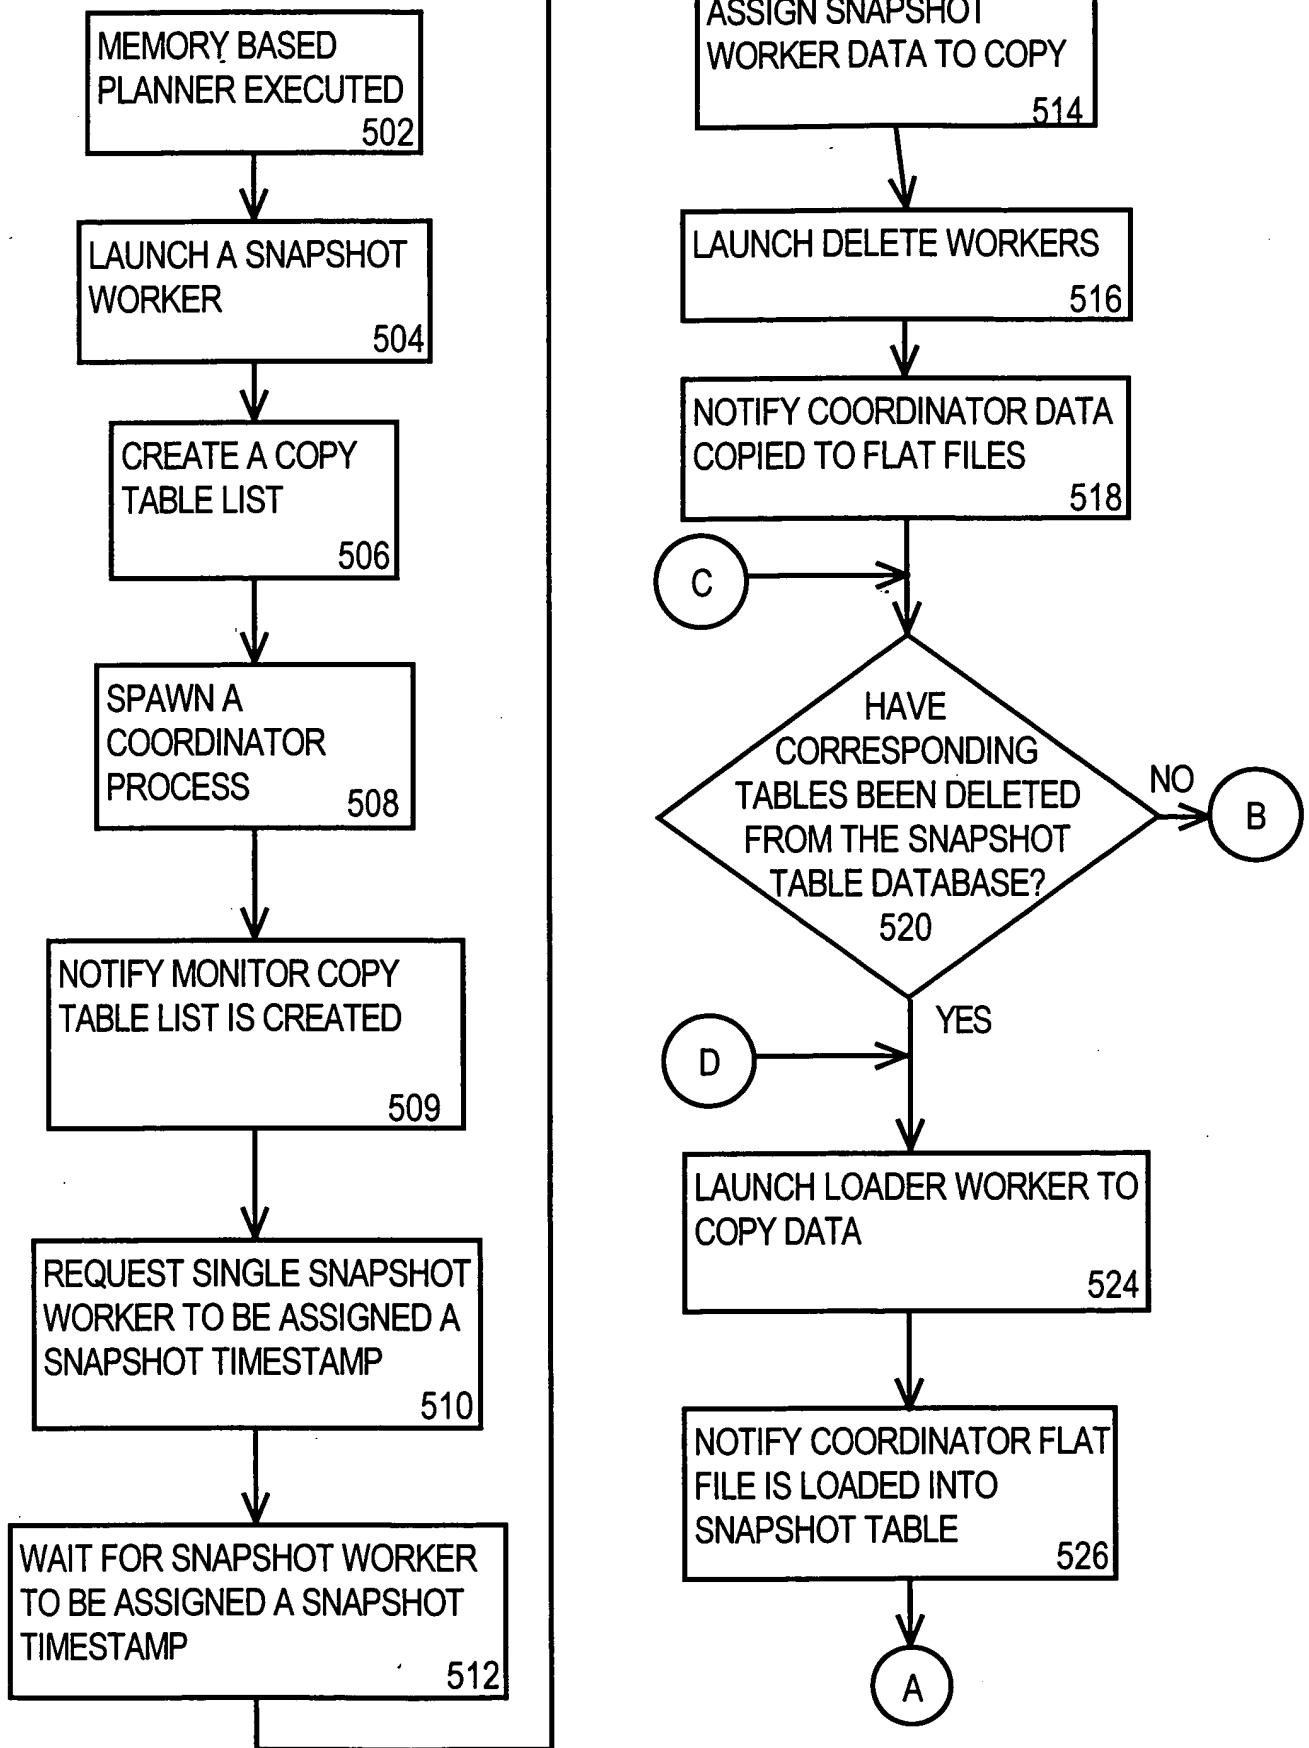 MEMORY BASED
PLANNER EXECUTED
502
LAUNCH A SNAPSHOT
WORKER
504
CREATE A COPY
TABLE LIST
506
SPAWN A
COORDINATOR
PROCESS
508
NOTIFY MONITOR COPY
TABLE LIST IS CREATED
509
REQUEST SINGLE SNAPSHOT
WORKER TO BE ASSIGNED A
SNAPSHOT TIMESTAMP
510
WAIT FOR SNAPSHOT WORKER
TO BE ASSIGNED A SNAPSHOT
TIMESTAMP
512
ASSIGN SNAPSHOT
WORKER DATA TO COPY
514
LAUNCH DELETE WORKERS
516
NOTIFY COORDINATOR DATA
COPIED TO FLAT FILES
518
C
HAVE
CORRESPONDING
TABLES BEEN DELETED
FROM THE SNAPSHOT
TABLE DATABASE?
520
NO
B
YES
D
LAUNCH LOADER WORKER TO
COPY DATA
524
NOTIFY COORDINATOR FLAT
FILE IS LOADED INTO
SNAPSHOT TABLE
526
A